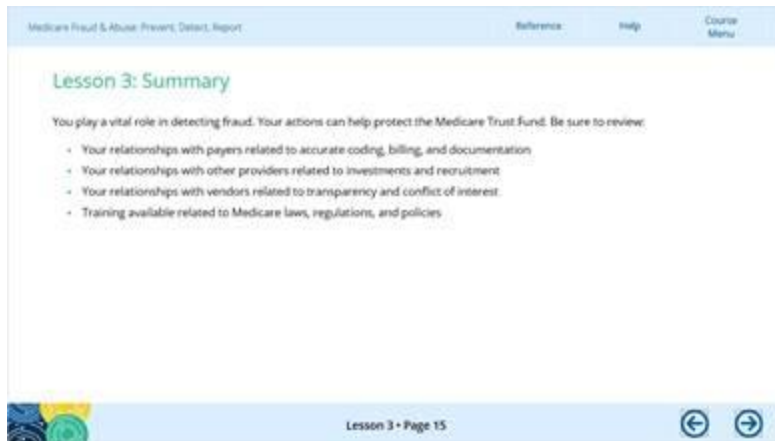 Medicare Fraud & Abuse: Prevent, Detect, Report
Reference
Help
Course
Menu
Lesson 3: Summary
You play a vital role in detecting fraud. Your actions can help protect the Medicare Trust Fund. Be sure to review:
• Your relationships with payers related to accurate coding, billing, and documentation
• Your relationships with other providers related to investments and recruitment
• Your relationships with vendors related to transparency and conflict of interest
• Training available related to Medicare laws, regulations, and policies
Lesson 3 • Page 15